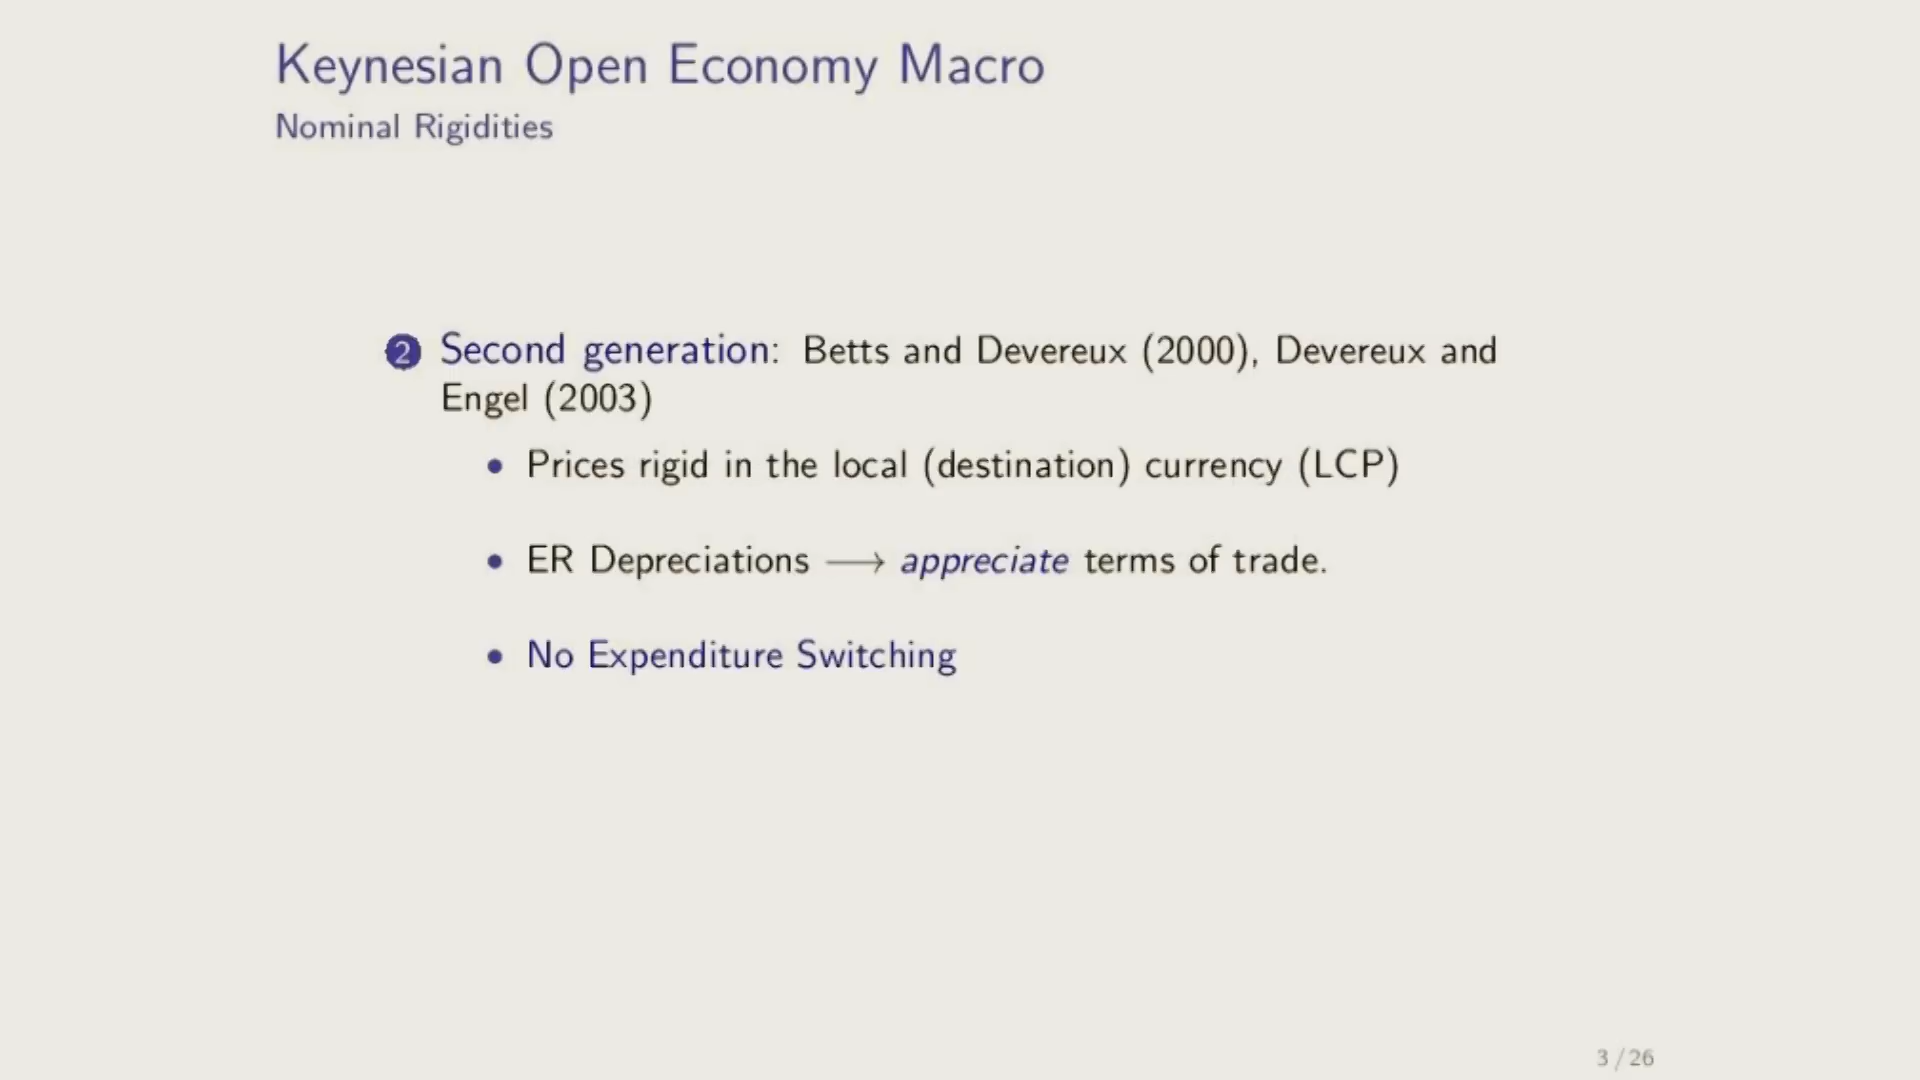 Keynesian Open Economy Macro
Nominal Rigidities
2 Second generation: Betts and Devereux (2000), Devereux and
Engel (2003)
• Prices rigid in the local (destination) currency (LCP)
• ER Depreciations ⟶ appreciate terms of trade.
• No Expenditure Switching
3 / 26